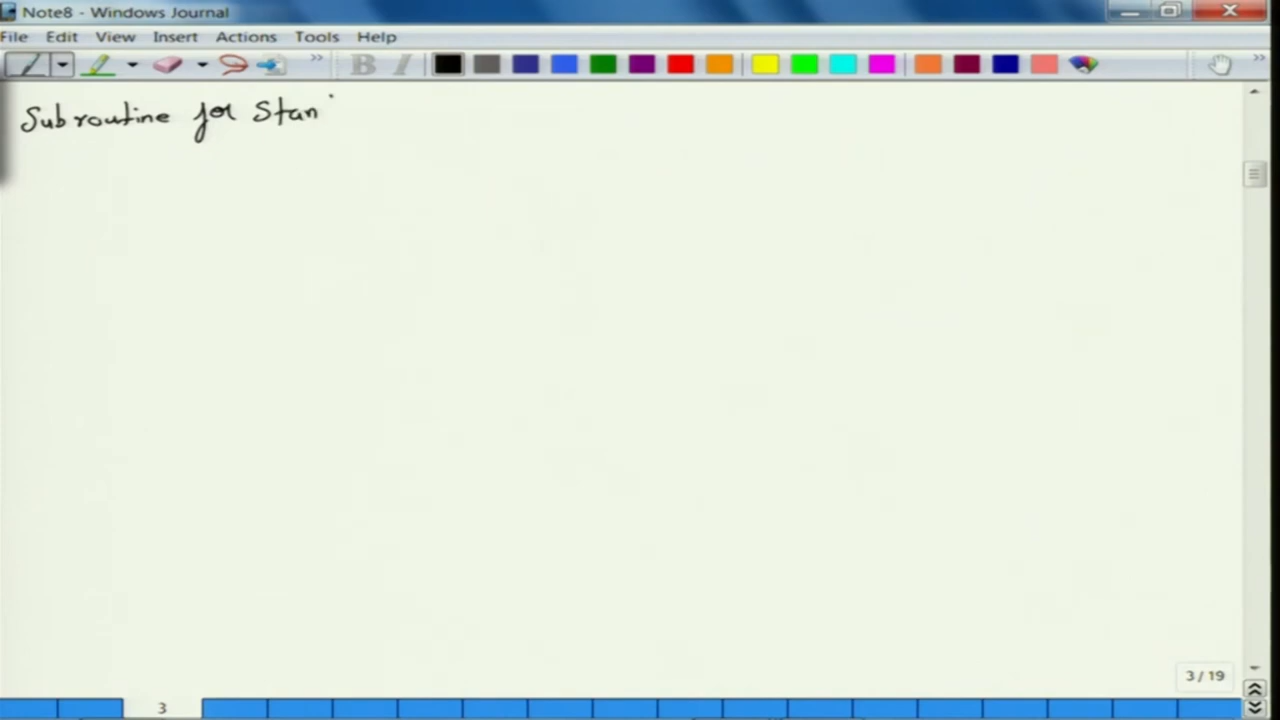 Note8 - Windows Journal
File Edit View Insert Actions Tools Help
B I
Subroutine for Stan
3 / 19
3